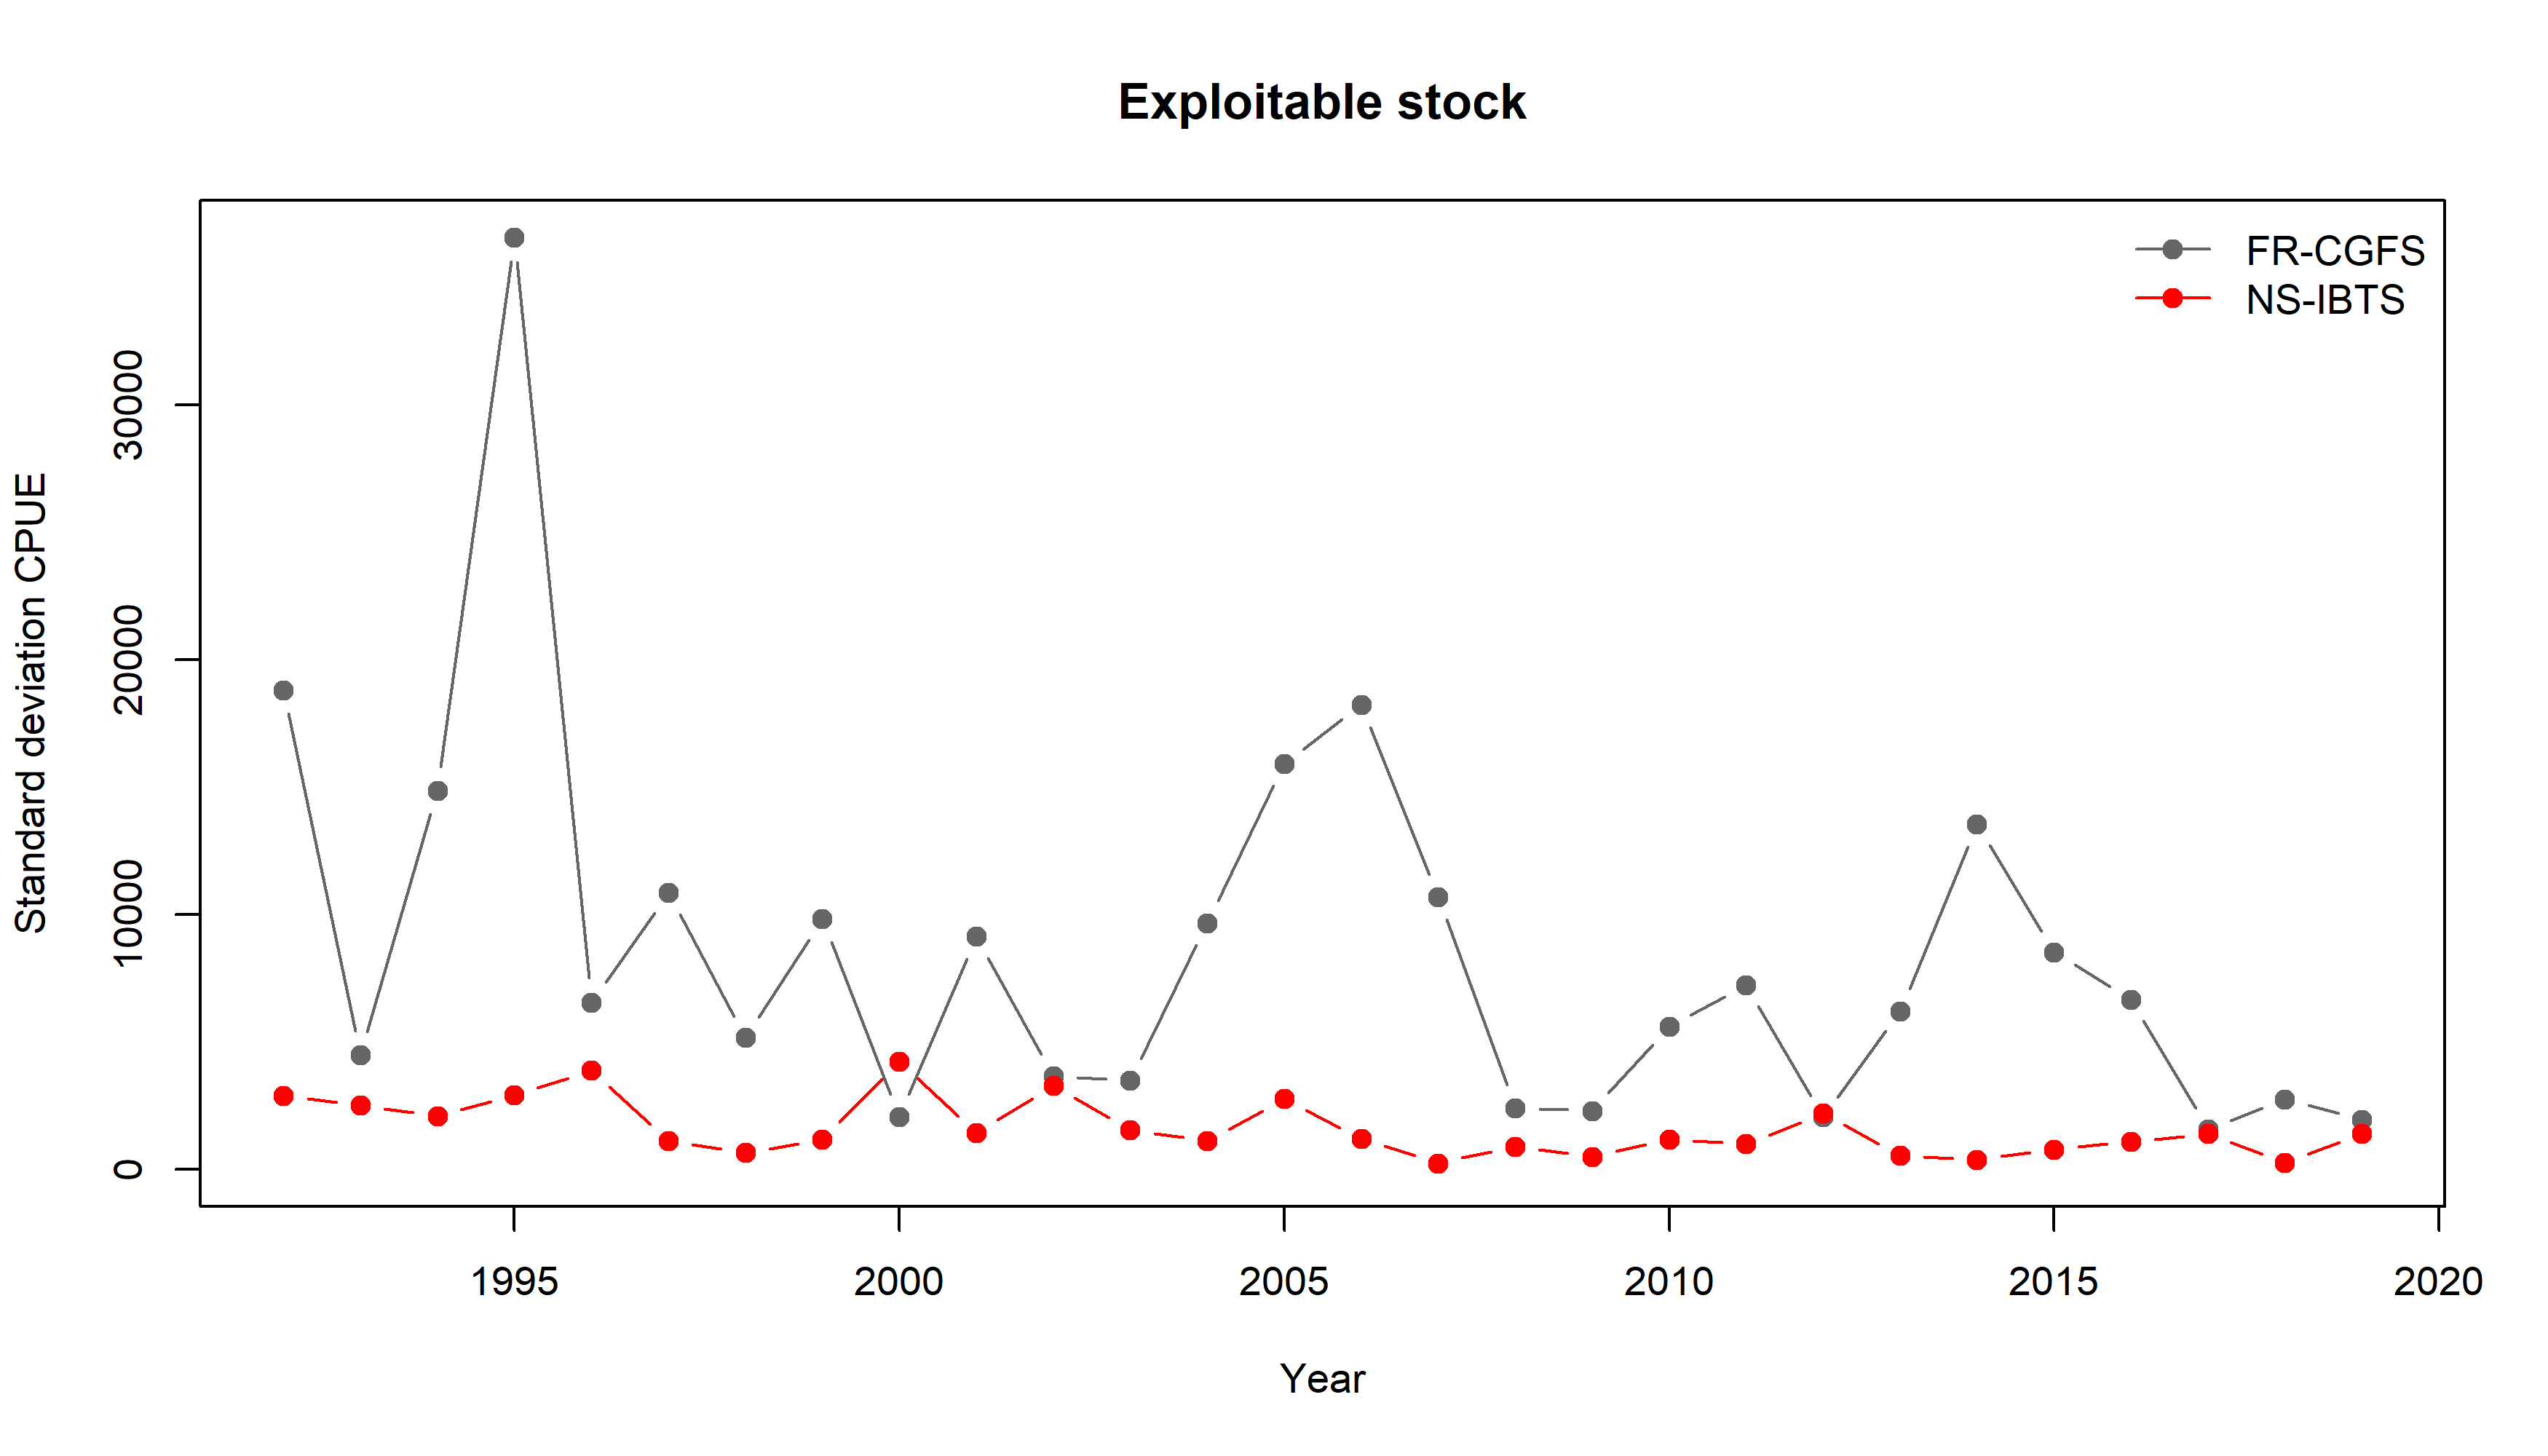 Exploitable stock
FR-CGFS
NS-IBTS
Standard deviation CPUE
30000
20000
10000
0
1995 2000 2005 2010 2015 2020
Year